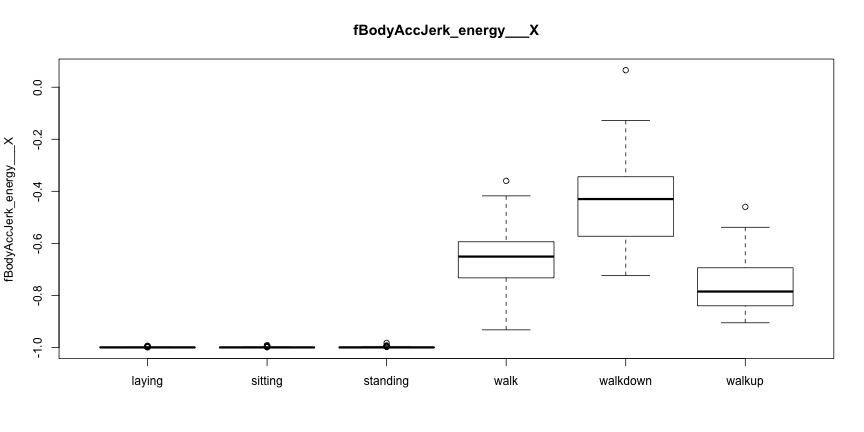 fBodyAccJerk_energy___X
fBodyAccJerk_energy___X
0.0
-0.2
-0.4
-0.6
-0.8
-1.0
laying sitting standing walk walkdown walkup